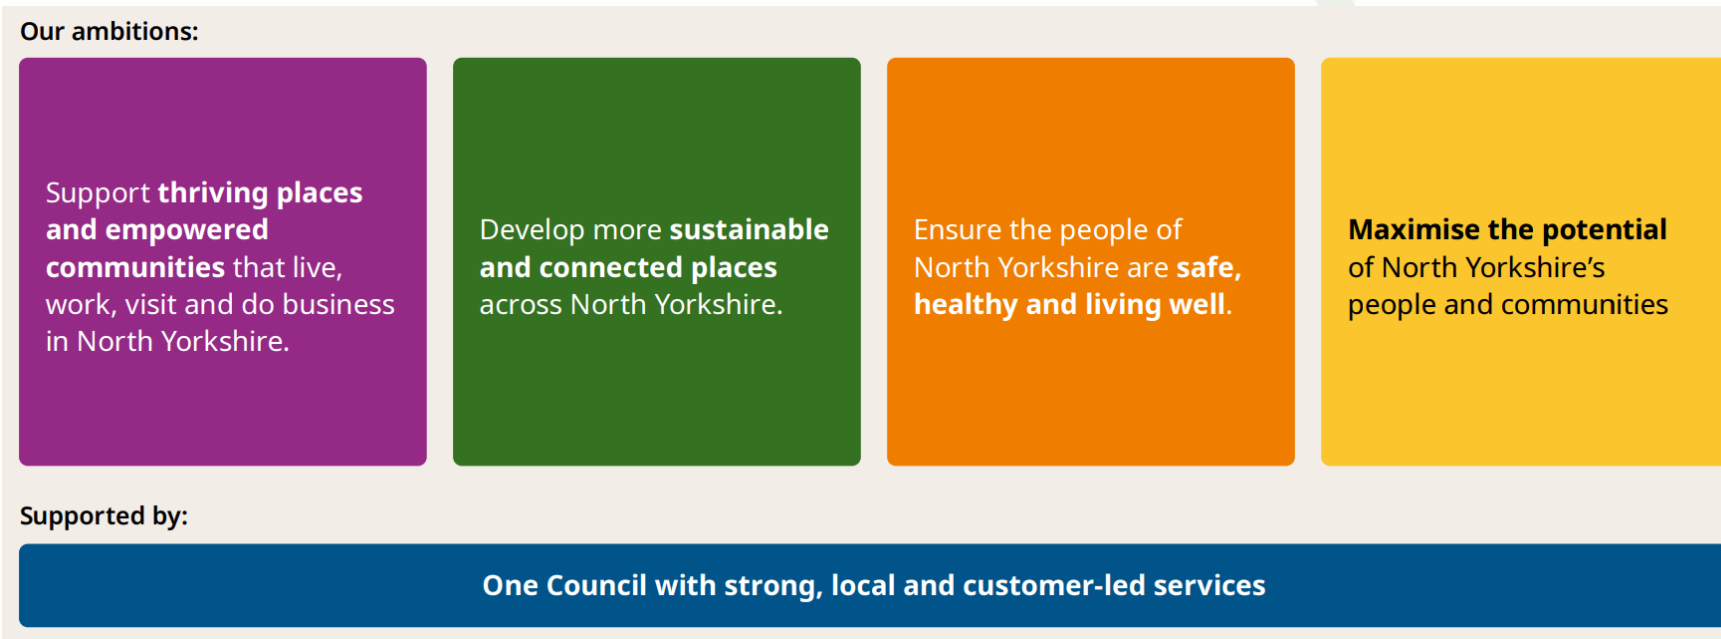 Our ambitions:
Support thriving places
and empowered
communities that live,
work, visit and do business
in North Yorkshire.
Develop more sustainable
and connected places
across North Yorkshire.
Ensure the people of
North Yorkshire are safe,
healthy and living well.
Maximise the potential
of North Yorkshire’s
people and communities
Supported by:
One Council with strong, local and customer-led services